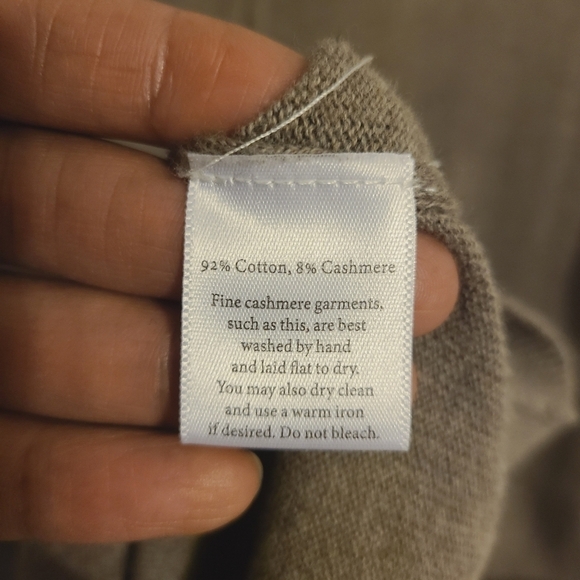 92% Cotton, 8% Cashmere
Fine cashmere garments,
such as this, are best
washed by hand
and laid flat to dry.
You may also dry clean
and use a warm iron
if desired. Do not bleach.